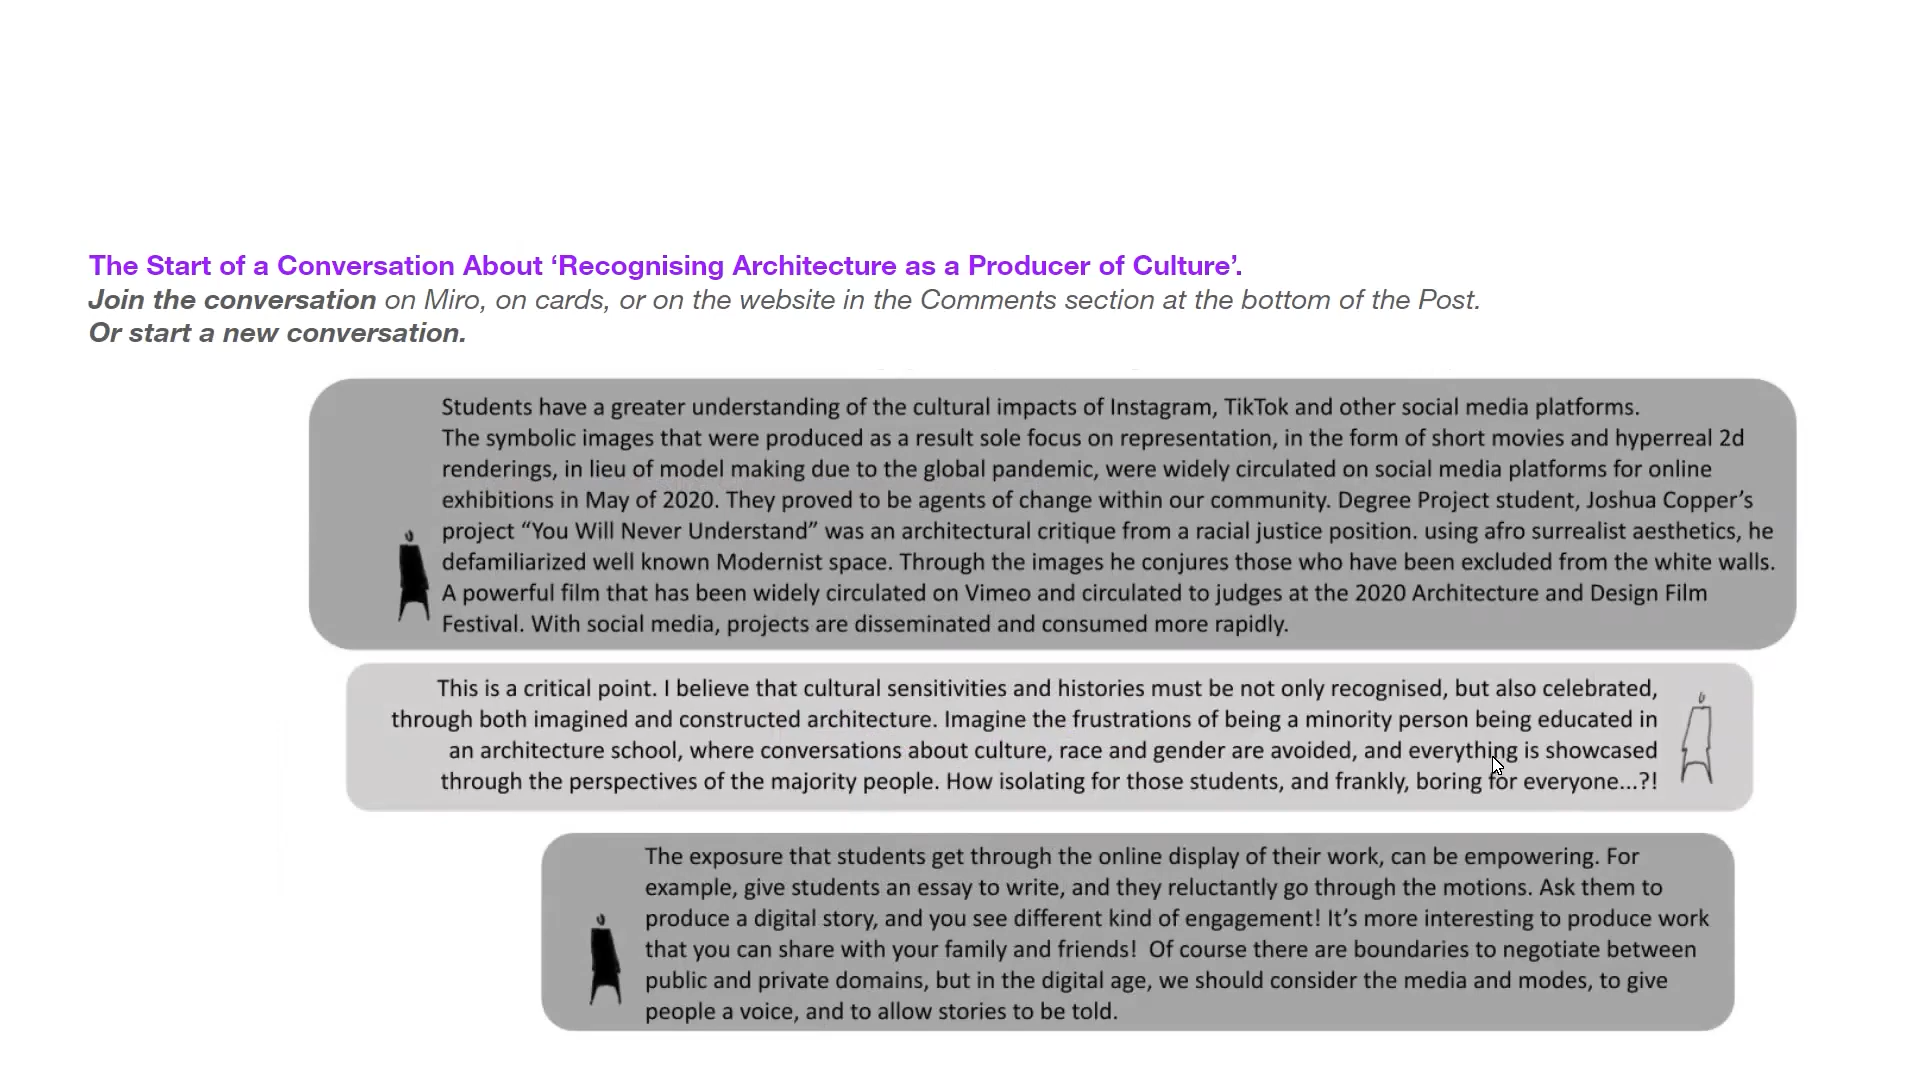 The Start of a Conversation About ‘Recognising Architecture as a Producer of Culture’.
Join the conversation on Miro, on cards, or on the website in the Comments section at the bottom of the Post.
Or start a new conversation.
Students have a greater understanding of the cultural impacts of Instagram, TikTok and other social media platforms.
The symbolic images that were produced as a result sole focus on representation, in the form of short movies and hyperreal 2d
renderings, in lieu of model making due to the global pandemic, were widely circulated on social media platforms for online
exhibitions in May of 2020. They proved to be agents of change within our community. Degree Project student, Joshua Copper’s
project “You Will Never Understand” was an architectural critique from a racial justice position. using afro surrealist aesthetics, he
defamiliarized well known Modernist space. Through the images he conjures those who have been excluded from the white walls.
A powerful film that has been widely circulated on Vimeo and circulated to judges at the 2020 Architecture and Design Film
Festival. With social media, projects are disseminated and consumed more rapidly.
This is a critical point. I believe that cultural sensitivities and histories must be not only recognised, but also celebrated,
through both imagined and constructed architecture. Imagine the frustrations of being a minority person being educated in
an architecture school, where conversations about culture, race and gender are avoided, and everything is showcased
through the perspectives of the majority people. How isolating for those students, and frankly, boring for everyone...?!
The exposure that students get through the online display of their work, can be empowering. For
example, give students an essay to write, and they reluctantly go through the motions. Ask them to
produce a digital story, and you see different kind of engagement! It’s more interesting to produce work
that you can share with your family and friends! Of course there are boundaries to negotiate between
public and private domains, but in the digital age, we should consider the media and modes, to give
people a voice, and to allow stories to be told.